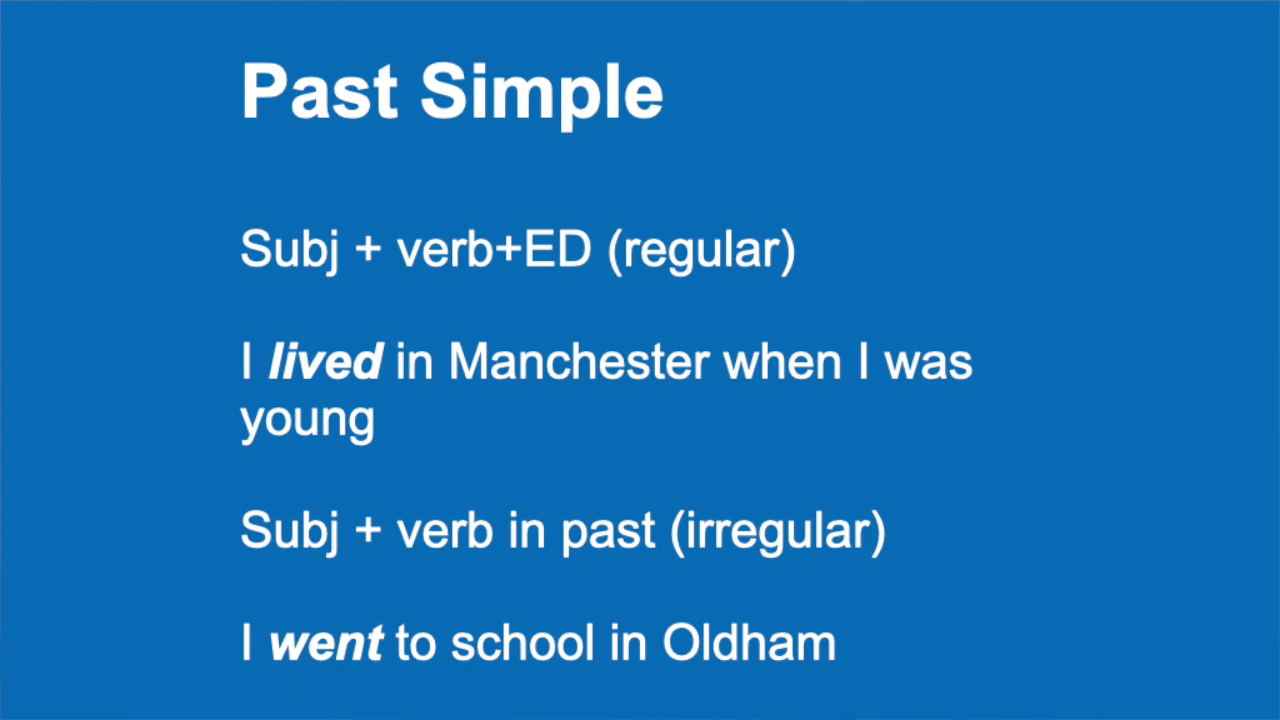 Past Simple
Subj + verb+ED (regular)
I lived in Manchester when I was
young
Subj + verb in past (irregular)
I went to school in Oldham